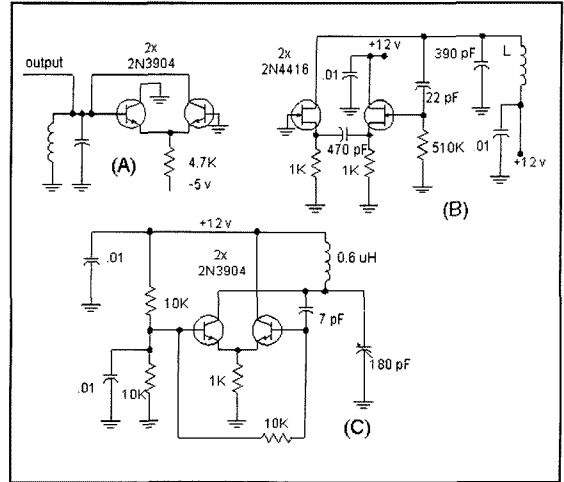 output
2x
2N3904
4.7K
-5 v
(A)
2x
2N4416
+12 v
.01
390 pF
L
22 pF
470 pF
510K
.01
1K
1K
+12 v
(B)
+12 v
.01
2x
2N3904
0.6 uH
10K
7 pF
1K
180 pF
.01
10K
10K
(C)